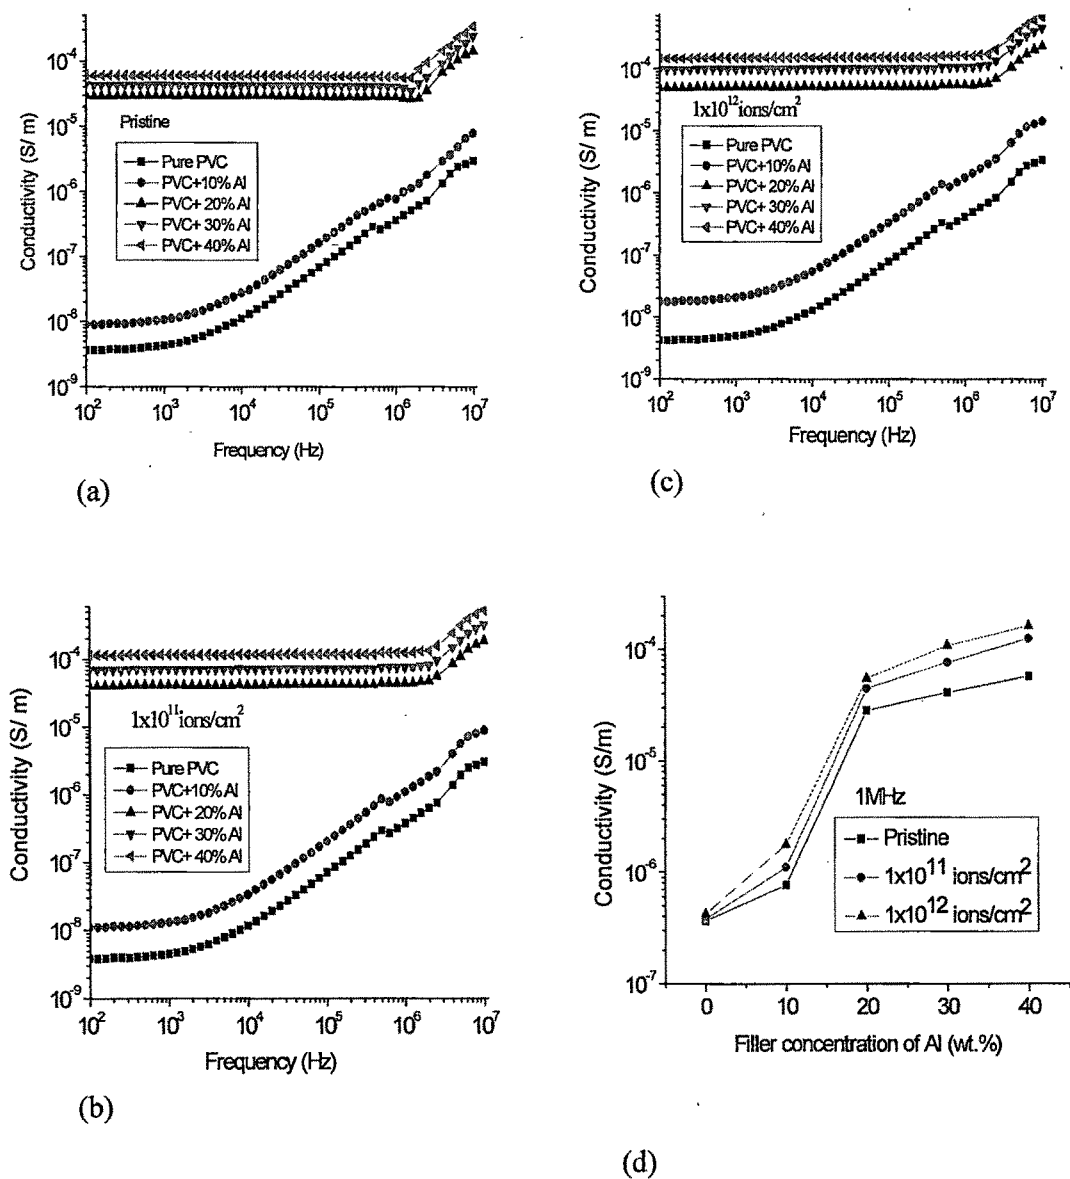 10⁻⁴
10⁻⁵
10⁻⁶
10⁻⁷
10⁻⁸
10⁻⁹
Conductivity (S/ m)
Pristine
Pure PVC
PVC+10% Al
PVC+ 20% Al
PVC+ 30% Al
PVC+ 40% Al
10² 10³ 10⁴ 10⁵ 10⁶ 10⁷
Frequency (Hz)
(a)
10⁻⁴
10⁻⁵
10⁻⁶
10⁻⁷
10⁻⁸
10⁻⁹
Conductivity (S/ m)
1x10¹² ions/cm²
Pure PVC
PVC+10% Al
PVC+ 20% Al
PVC+ 30% Al
PVC+ 40% Al
10² 10³ 10⁴ 10⁵ 10⁶ 10⁷
Frequency (Hz)
(c)
10⁻⁴
10⁻⁵
10⁻⁶
10⁻⁷
10⁻⁸
10⁻⁹
Conductivity (S/ m)
1x10¹¹ ions/cm²
Pure PVC
PVC+10% Al
PVC+ 20% Al
PVC+ 30% Al
PVC+ 40% Al
10² 10³ 10⁴ 10⁵ 10⁶ 10⁷
Frequency (Hz)
(b)
10⁻⁴
10⁻⁵
10⁻⁶
10⁻⁷
Conductivity (S/m)
1MHz
Pristine
1x10¹¹ ions/cm²
1x10¹² ions/cm²
0 10 20 30 40
Filler concentration of Al (wt.%)
(d)